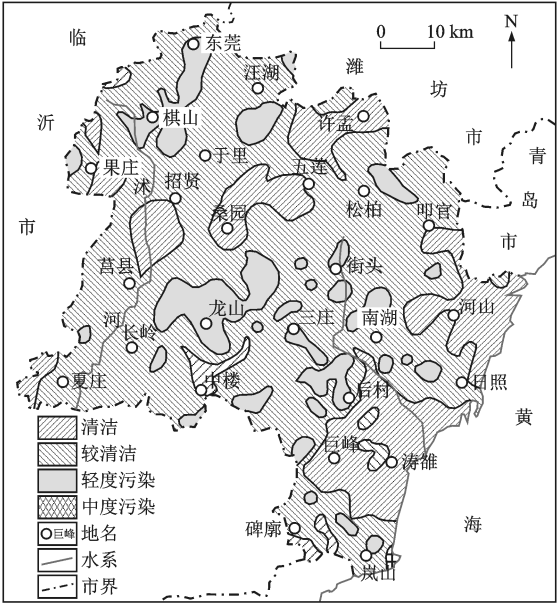 临
东莞
0 10 km
N
汪湖
潍
坊
市
沂
市
棋山
许孟
青
岛
市
果庄
于里
五莲
招贤
沭
松柏
桑园
叩官
街头
莒县
河
龙山
三庄
南湖
河山
长岭
夏庄
中楼
后村
日照
黄
海
清洁
较清洁
轻度污染
中度污染
巨峰 地名
水系
市界
巨峰
涛雒
碑廓
岚山